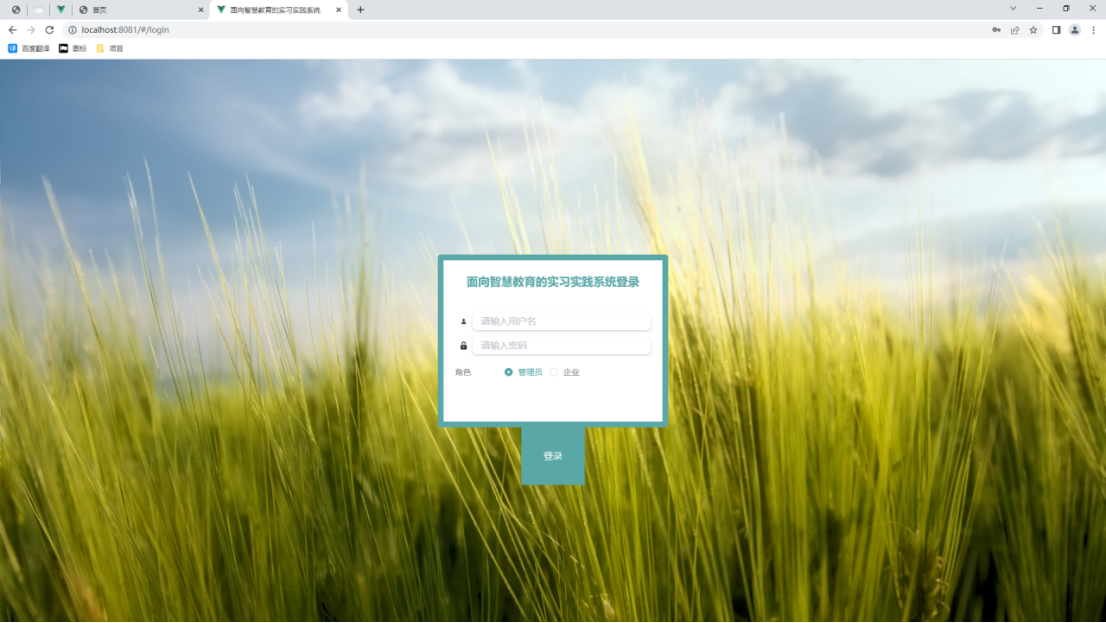 首页
面向智慧教育的实习实践系统
localhost:8081/#/login
百度翻译
图标
项目
面向智慧教育的实习实践系统登录
请输入用户名
请输入密码
角色 管理员 企业
登录